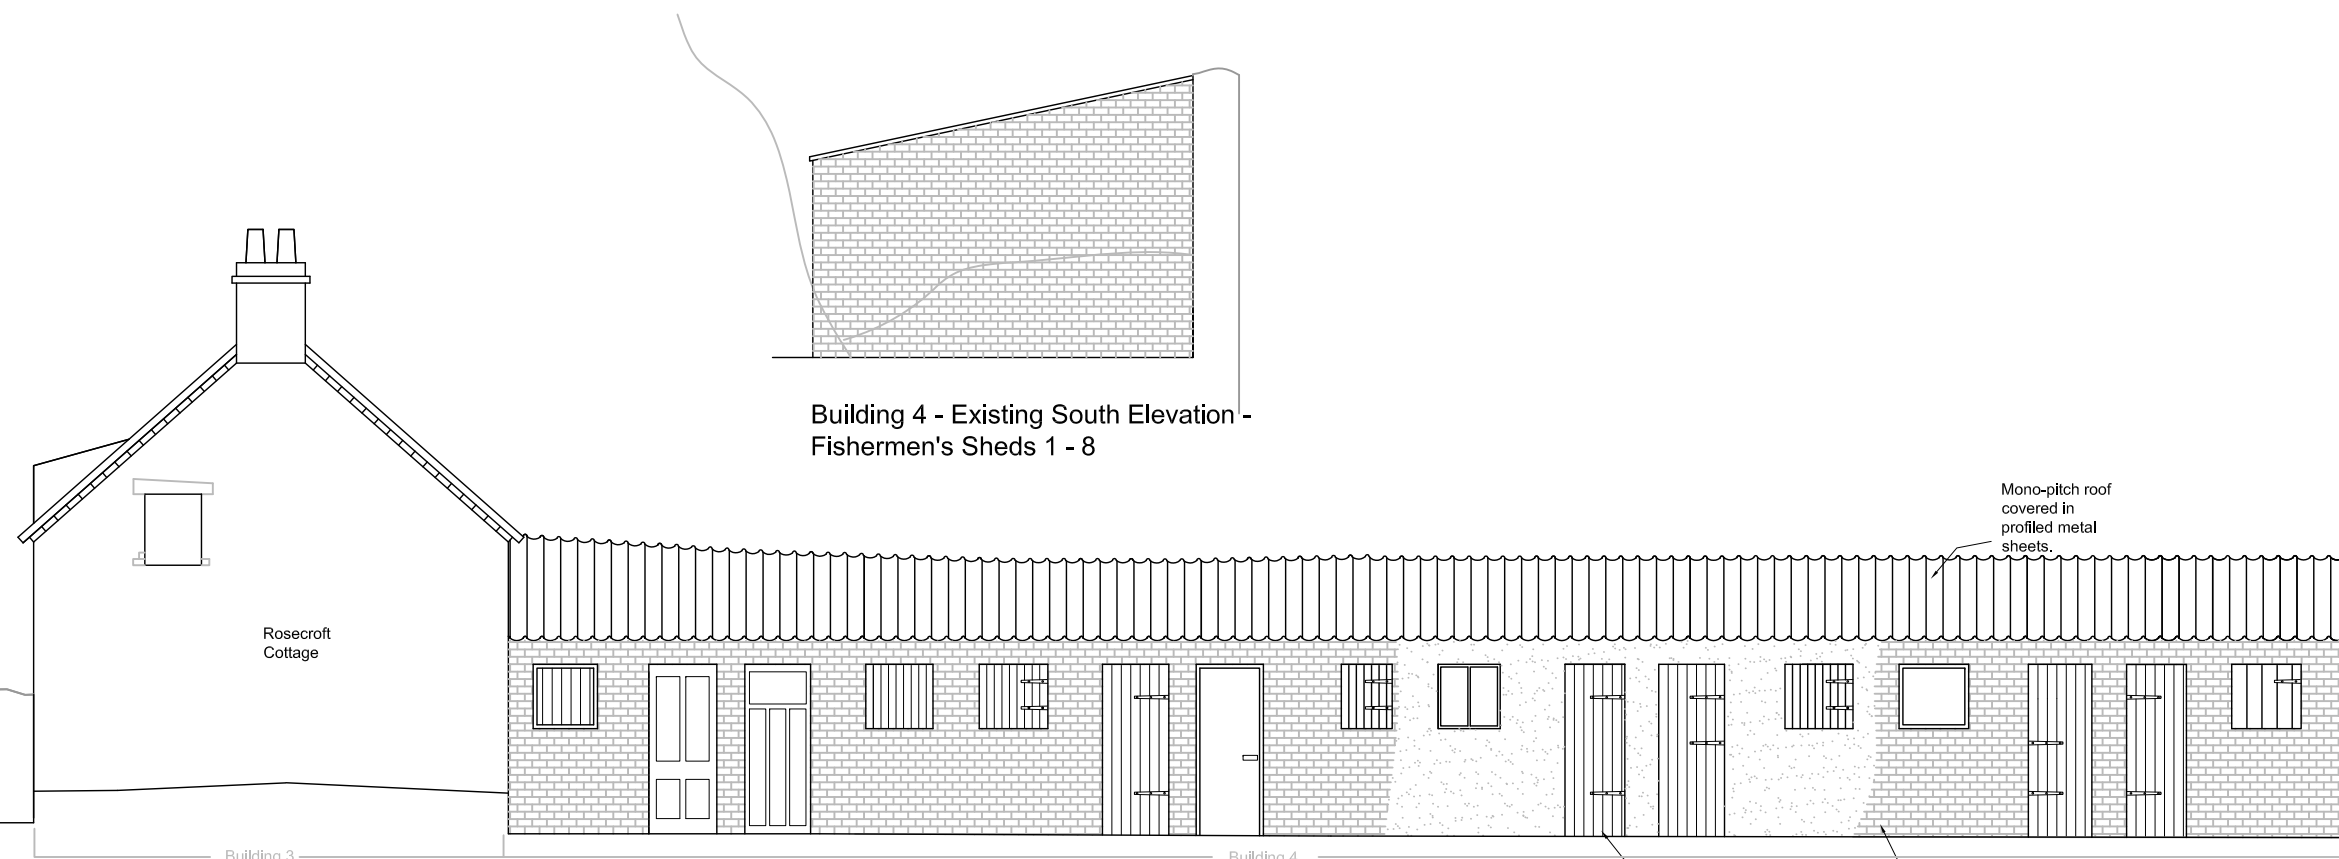 Building 4 - Existing South Elevation -
Fishermen's Sheds 1 - 8
Mono-pitch roof
covered in
profiled metal
sheets.
Rosecroft
Cottage
Building 3
Building 4